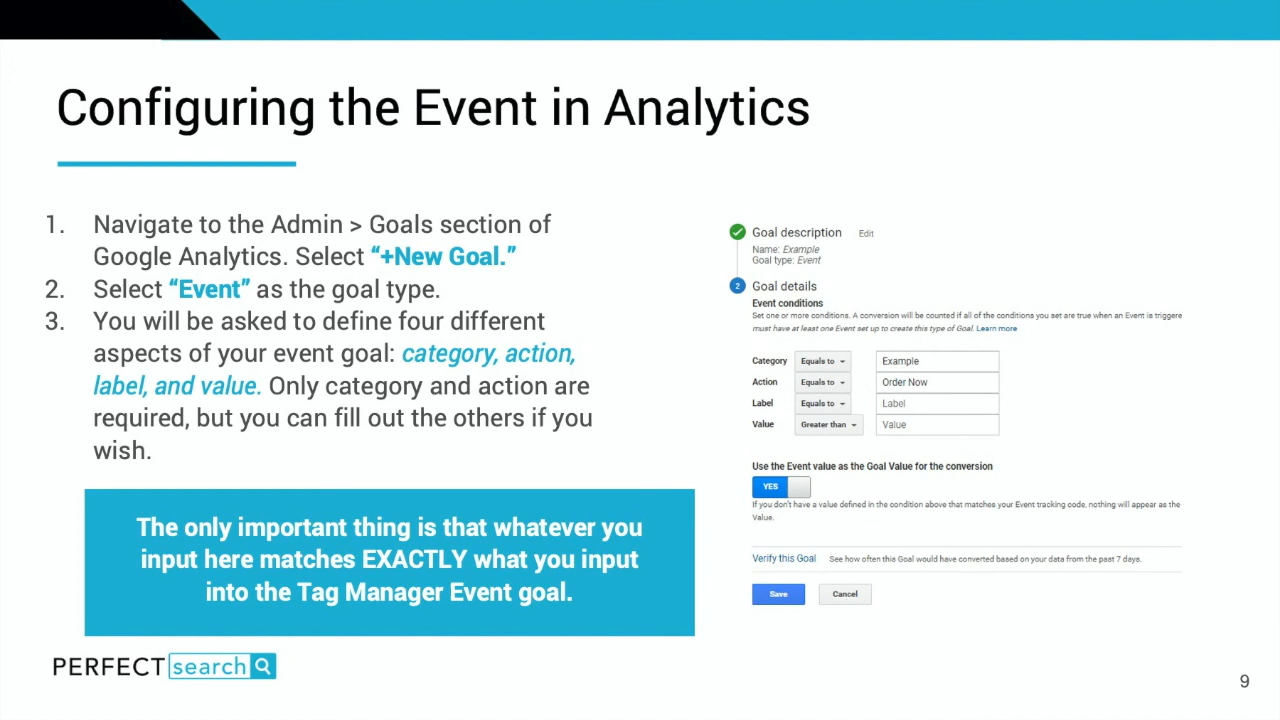 Configuring the Event in Analytics
1. Navigate to the Admin > Goals section of
Google Analytics. Select “+New Goal.”
2. Select “Event” as the goal type.
3. You will be asked to define four different
aspects of your event goal: category, action,
label, and value. Only category and action are
required, but you can fill out the others if you
wish.
The only important thing is that whatever you
input here matches EXACTLY what you input
into the Tag Manager Event goal.
Goal description Edit
Name: Example
Goal type: Event
2 Goal details
Event conditions
Set one or more conditions. A conversion will be counted if all of the conditions you set are true when an Event is triggere
must have at least one Event set up to create this type of Goal. Learn more
Category Equals to Example
Action Equals to Order Now
Label Equals to Label
Value Greater than Value
Use the Event value as the Goal Value for the conversion
YES
If you don't have a value defined in the condition above that matches your Event tracking code, nothing will appear as the
Value.
Verify this Goal See how often this Goal would have converted based on your data from the past 7 days.
Save Cancel
PERFECT search
9